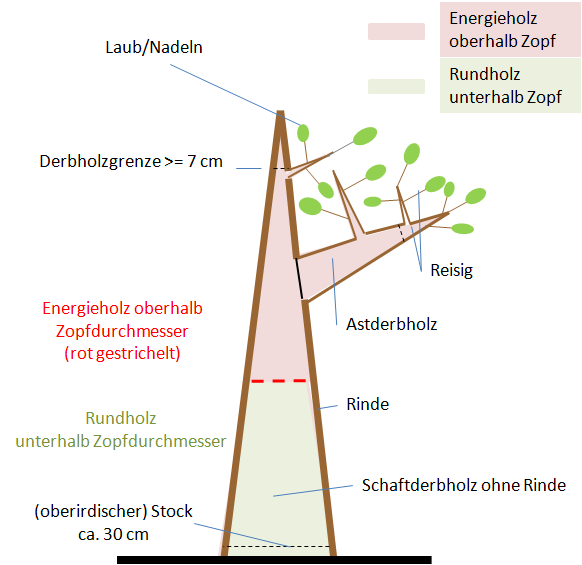 Energieholz
oberhalb Zopf
Laub/Nadeln
Rundholz
unterhalb Zopf
Derbholzgrenze >= 7 cm
Reisig
Energieholz oberhalb
Zopfdurchmesser
(rot gestrichelt)
Astderbholz
Rinde
Rundholz
unterhalb Zopfdurchmesser
Schaftderbholz ohne Rinde
(oberirdischer) Stock
ca. 30 cm